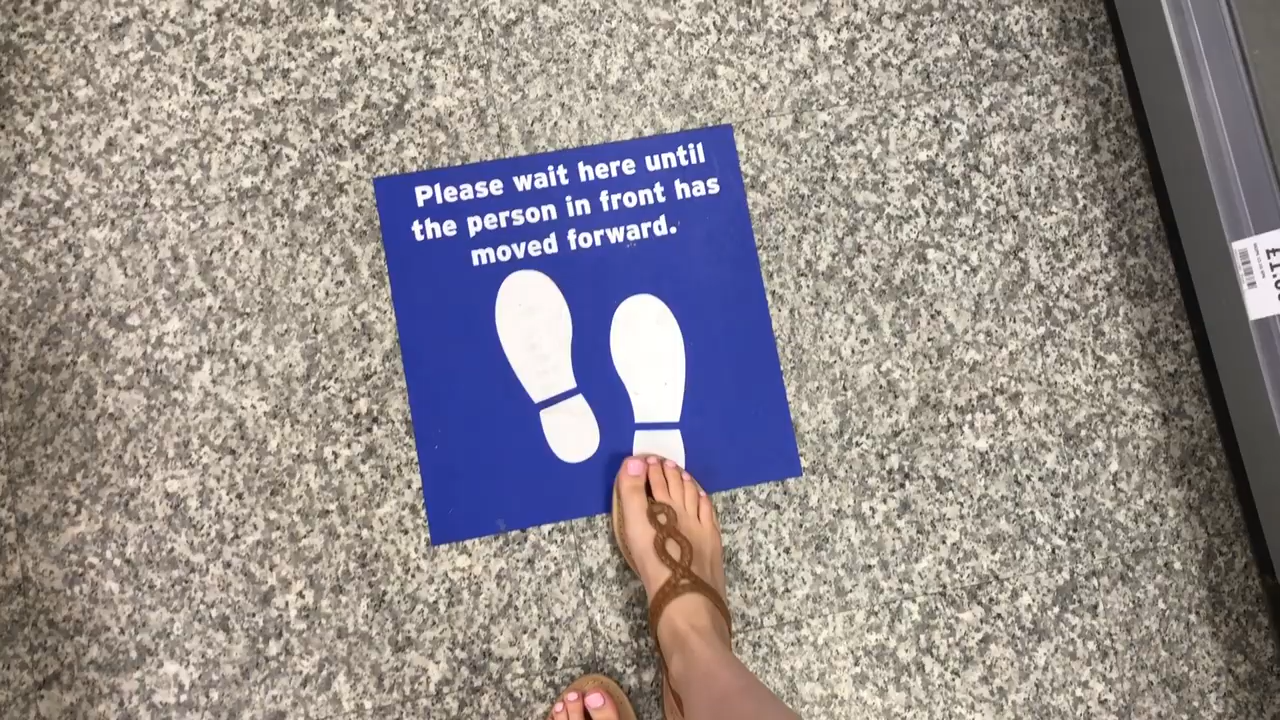 Please wait here until
the person in front has
moved forward.